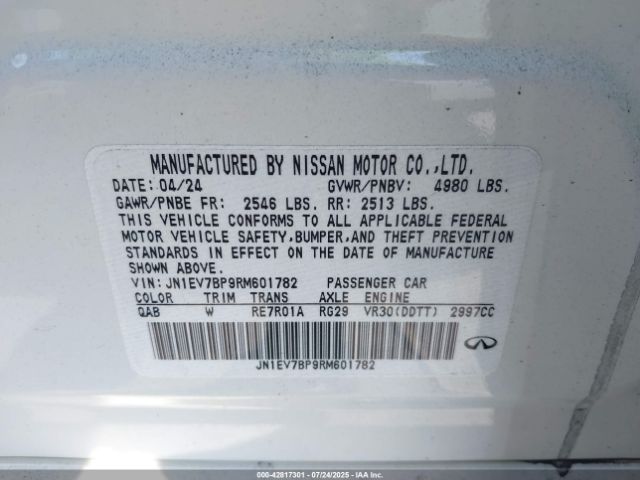 MANUFACTURED BY NISSAN MOTOR CO.,LTD.
DATE: 04/24 GVWR/PNBV: 4980 LBS.
GAWR/PNBE FR: 2546 LBS. RR: 2513 LBS.
THIS VEHICLE CONFORMS TO ALL APPLICABLE FEDERAL
MOTOR VEHICLE SAFETY,BUMPER,AND THEFT PREVENTION
STANDARDS IN EFFECT ON THE DATE OF MANUFACTURE
SHOWN ABOVE.
VIN: JN1EV7BP9RM601782 PASSENGER CAR
COLOR TRIM TRANS AXLE ENGINE
QAB W RE7R01A RG29 VR30(DDTT) 2997CC
JN1EV7BP9RM601782
000-42817301 - 07/24/2025 - IAAI.COM